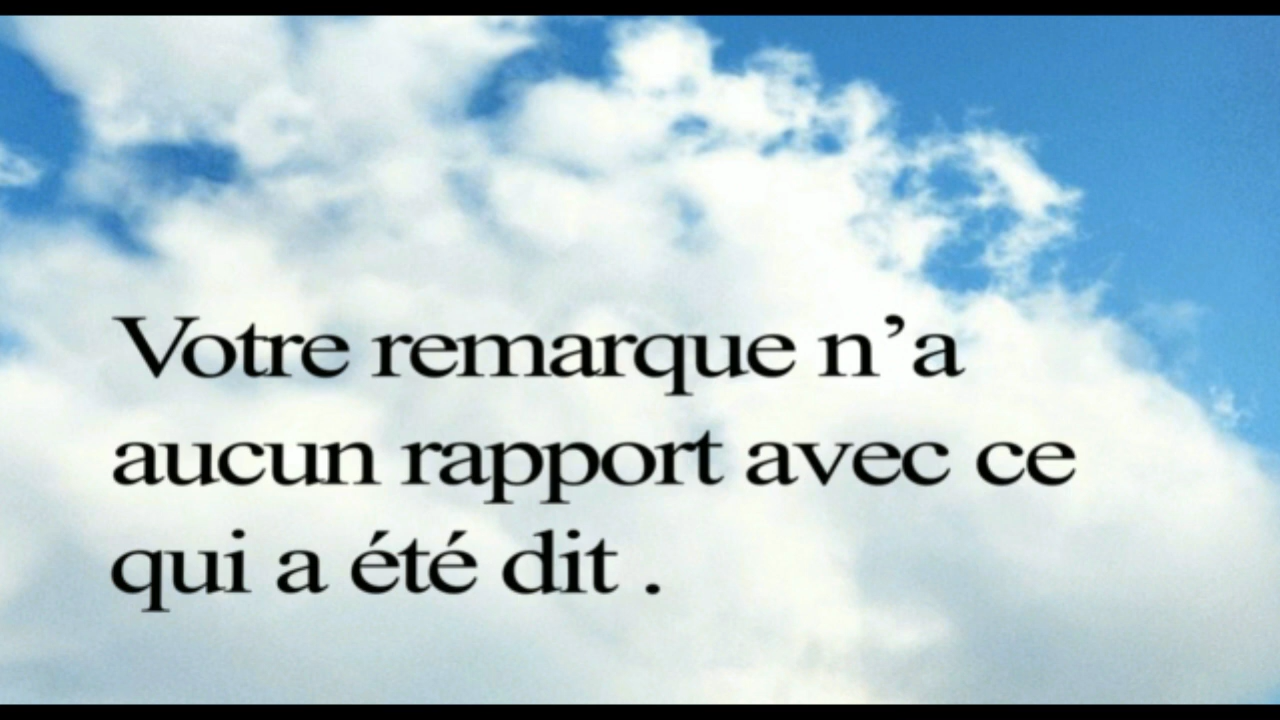 Votre remarque n’a
aucun rapport avec ce
qui a été dit .